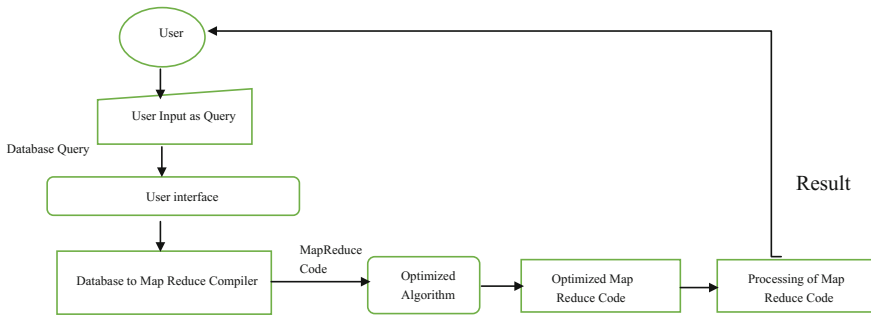 User
User Input as Query
Database Query
User interface
Result
Database to Map Reduce Compiler
MapReduce
Code
Optimized
Algorithm
Optimized Map
Reduce Code
Processing of Map
Reduce Code